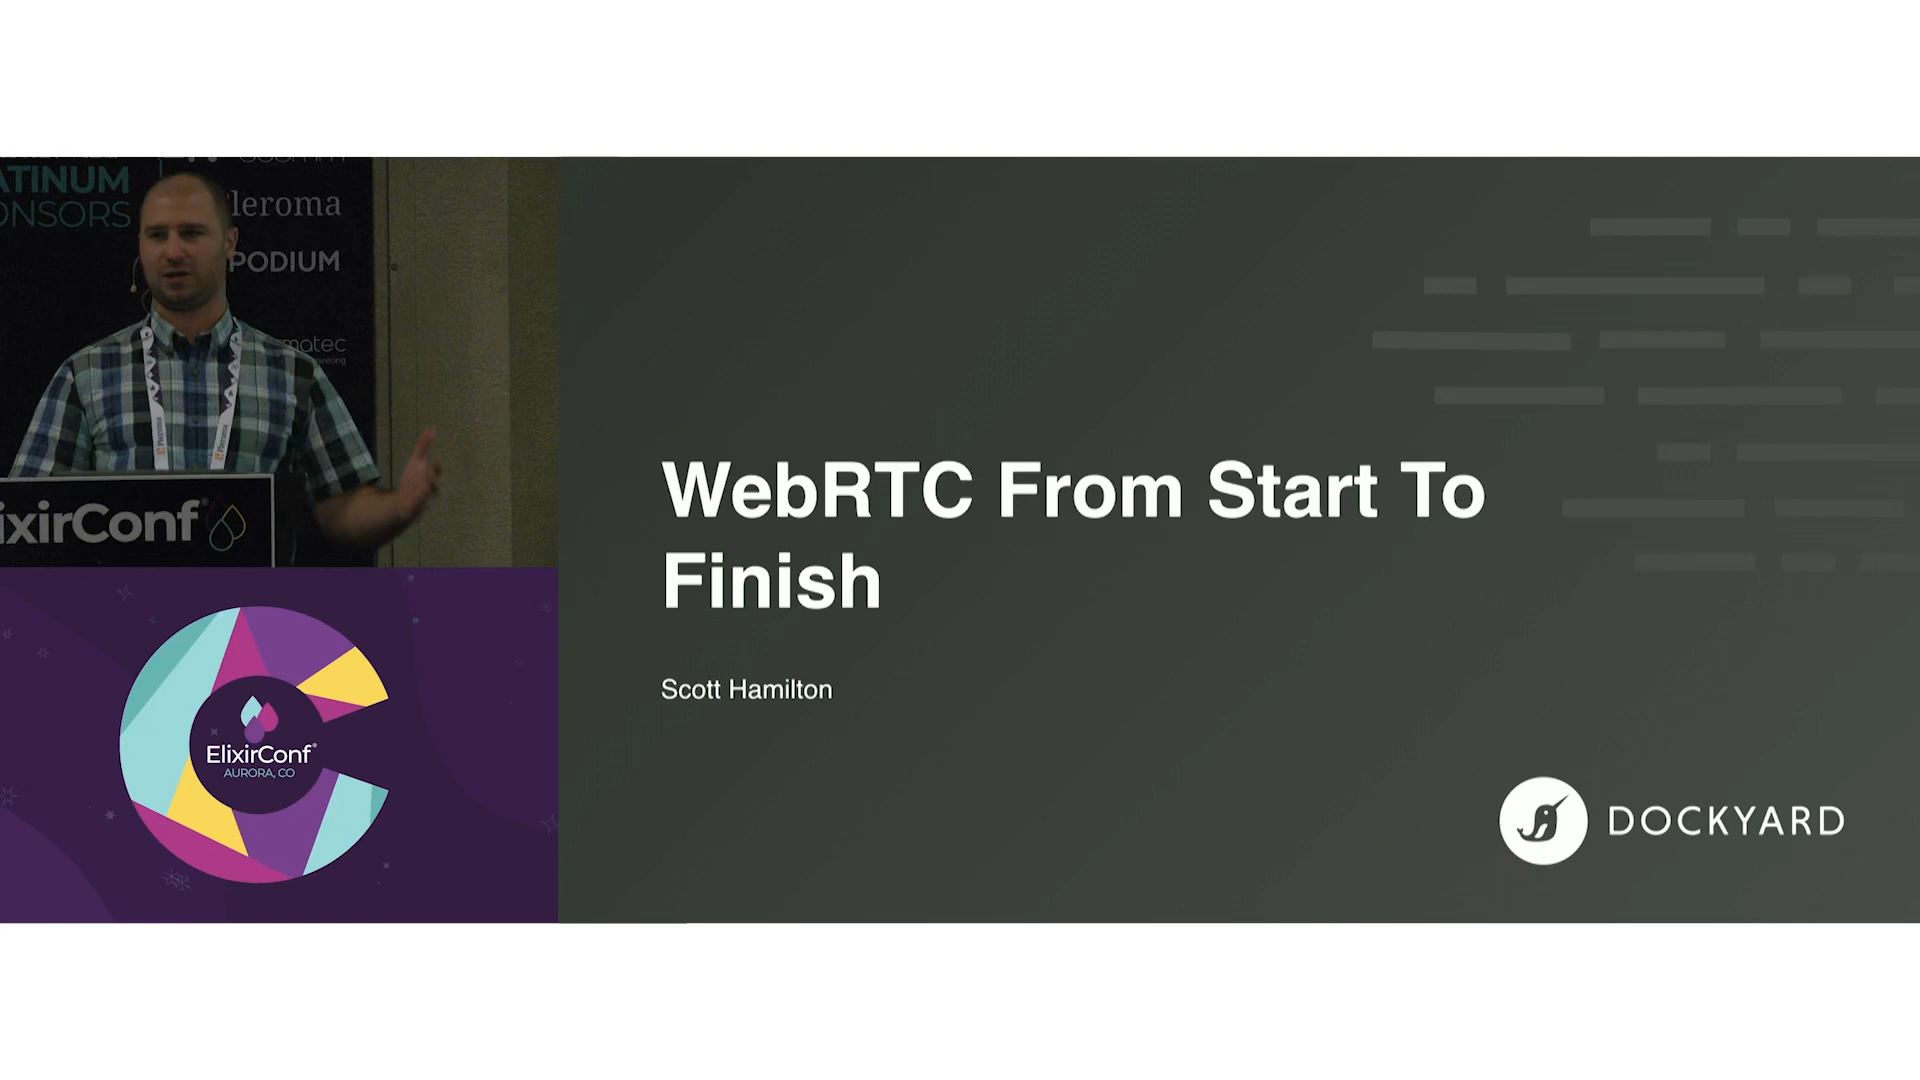 ATINUM
ONSORS
leroma
PODIUM
matec
ixirConf
ElixirConf®
AURORA, CO
WebRTC From Start To
Finish
Scott Hamilton
DOCKYARD